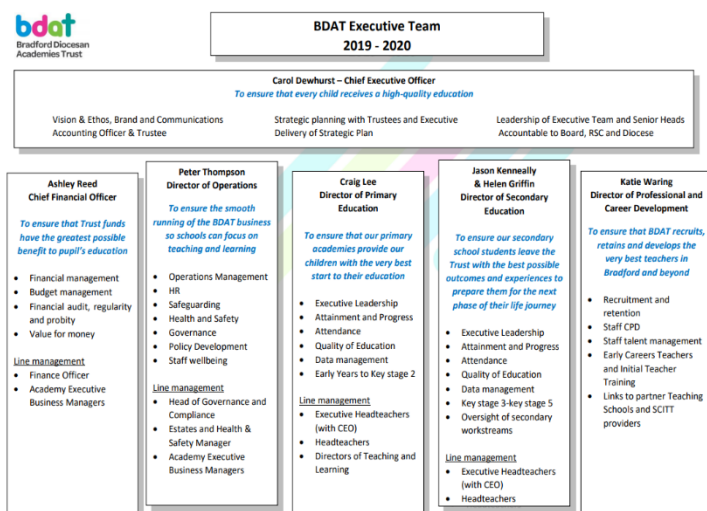 bdat
Bradford Diocesan
Academies Trust
BDAT Executive Team
2019 - 2020
Carol Dewhurst – Chief Executive Officer
To ensure that every child receives a high-quality education
Vision & Ethos, Brand and Communications
Accounting Officer & Trustee
Strategic planning with Trustees and Executive
Delivery of Strategic Plan
Leadership of Executive Team and Senior Heads
Accountable to Board, RSC and Diocese
Ashley Reed
Chief Financial Officer
To ensure that Trust funds
have the greatest possible
benefit to pupil's education
• Financial management
• Budget management
• Financial audit, regularity
and probity
• Value for money
Line management
• Finance Officer
• Academy Executive
Business Managers
Peter Thompson
Director of Operations
To ensure the smooth
running of the BDAT business
so schools can focus on
teaching and learning
• Operations Management
• HR
• Safeguarding
• Health and Safety
• Governance
• Policy Development
• Staff wellbeing
Line management
• Head of Governance and
Compliance
• Estates and Health &
Safety Manager
• Academy Executive
Business Managers
Craig Lee
Director of Primary
Education
To ensure that our primary
academies provide our
children with the very best
start to their education
• Executive Leadership
• Attainment and Progress
• Attendance
• Quality of Education
• Data management
• Early Years to Key stage 2
Line management
• Executive Headteachers
(with CEO)
• Headteachers
• Directors of Teaching and
Learning
Jason Kenneally
& Helen Griffin
Director of Secondary
Education
To ensure our secondary
school students leave the
Trust with the best possible
outcomes and experiences to
prepare them for the next
phase of their life journey
• Executive Leadership
• Attainment and Progress
• Attendance
• Quality of Education
• Data management
• Key stage 3-key stage 5
• Oversight of secondary
workstreams
Line management
• Executive Headteachers
(with CEO)
• Headteachers
Katie Waring
Director of Professional and
Career Development
To ensure that BDAT recruits,
retains and develops the
very best teachers in
Bradford and beyond
• Recruitment and
retention
• Staff CPD
• Staff talent management
• Early Careers Teachers
and Initial Teacher
Training
• Links to partner Teaching
Schools and SCITT
providers